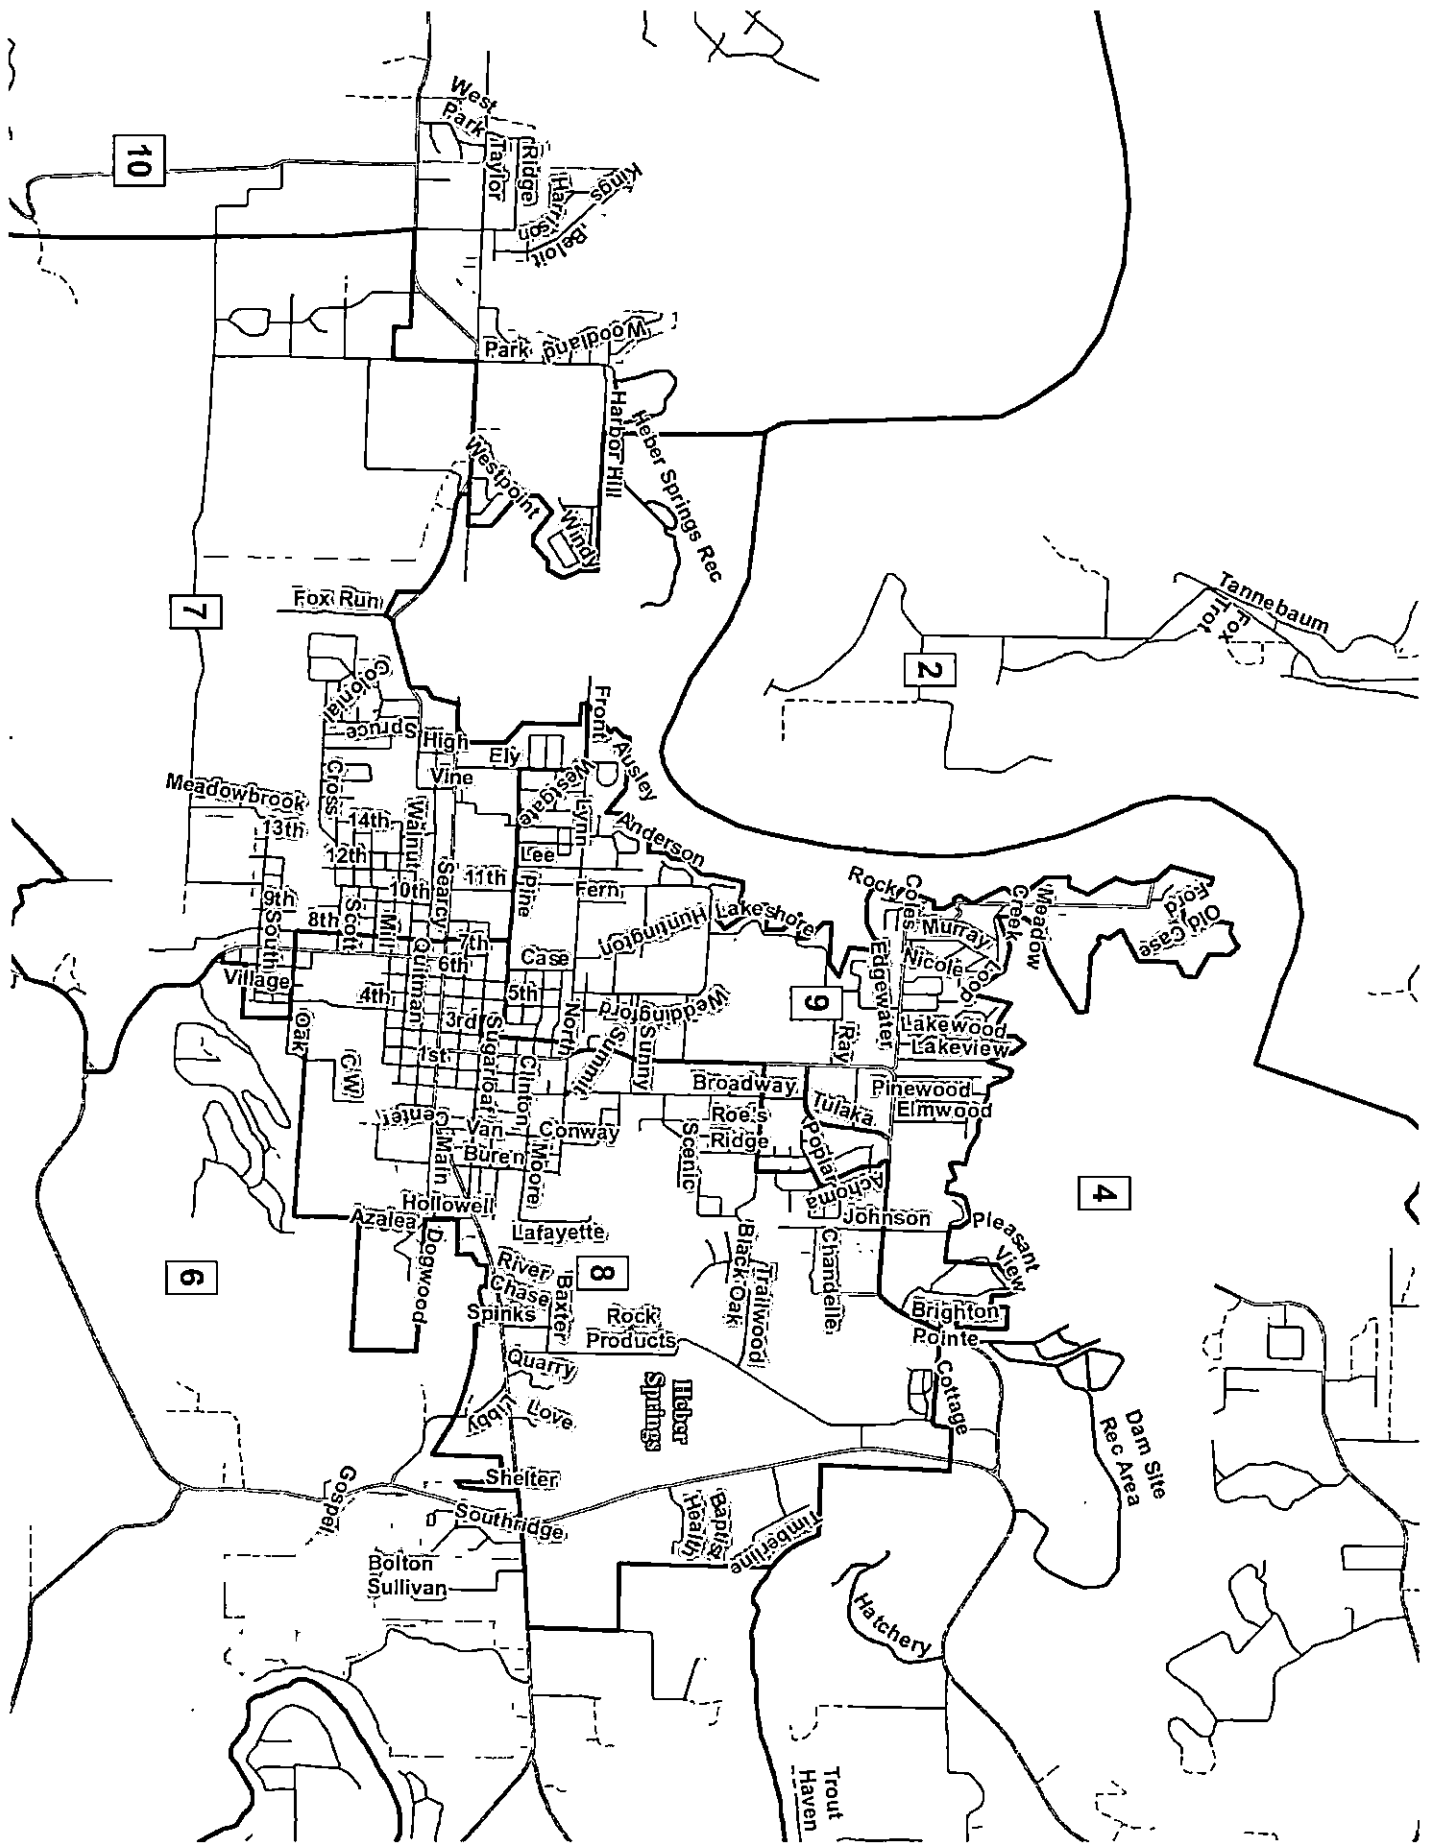 West
Park
Taylor
Ridge
Harrison
Kings
Beloit
10
Park
Woodland
Harbor Hill
Heber Springs Rec
Westpoint
Windy
Fox Run
7
Tannebaum
Fox
Trot
2
Colonial
Spruce
High
Ely
Front
Ausley
Vine
Westgate
Lynn
Cross
Meadowbrook
13th
14th
Walnut
12th
Lee
Anderson
Searcy
11th
10th
Pine
Fern
9th
South
8th
Scott
Mill
Quitman
7th
6th
Case
Huntington
Lakeshore
Rock
Coles
Murray
Creek
Meadow
Ford
Old Case
Nicole
Loop
Edgewater
Village
4th
5th
3rd
North
Weddingford
9
Lakewood
Lakeview
Ray
Oak
CW
1st
Sugarloaf
Clinton
Summit
Sunny
Broadway
Pinewood
Elmwood
Tulaka
Center
Main
Van
Buren
Conway
Moore
Roe's
Ridge
Scenic
Poplar
Achoma
4
Hollowell
Azalea
Dogwood
Lafayette
Johnson
Pleasant
View
Chandelle
Black Oak
Trailwood
6
8
River
Chase
Spinks
Baxter
Rock
Products
Brighton
Pointe
Cottage
Quarry
Libby
Love
Heber
Springs
Dam Site
Rec Area
Shelter
Gospel
Southridge
Baptist
Health
Timberline
Bolton
Sullivan
Hatchery
Trout
Haven